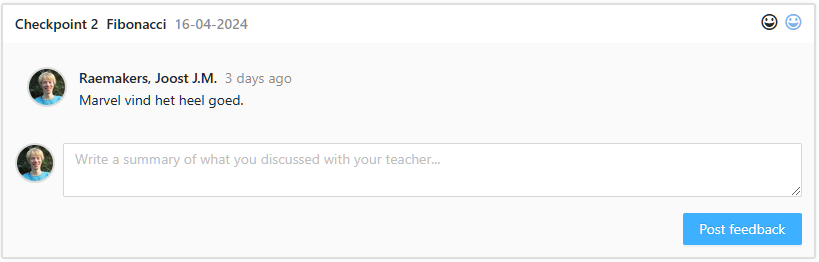 Checkpoint 2 Fibonacci 16-04-2024
Raemakers, Joost J.M. 3 days ago
Marvel vind het heel goed.
Write a summary of what you discussed with your teacher...
Post feedback